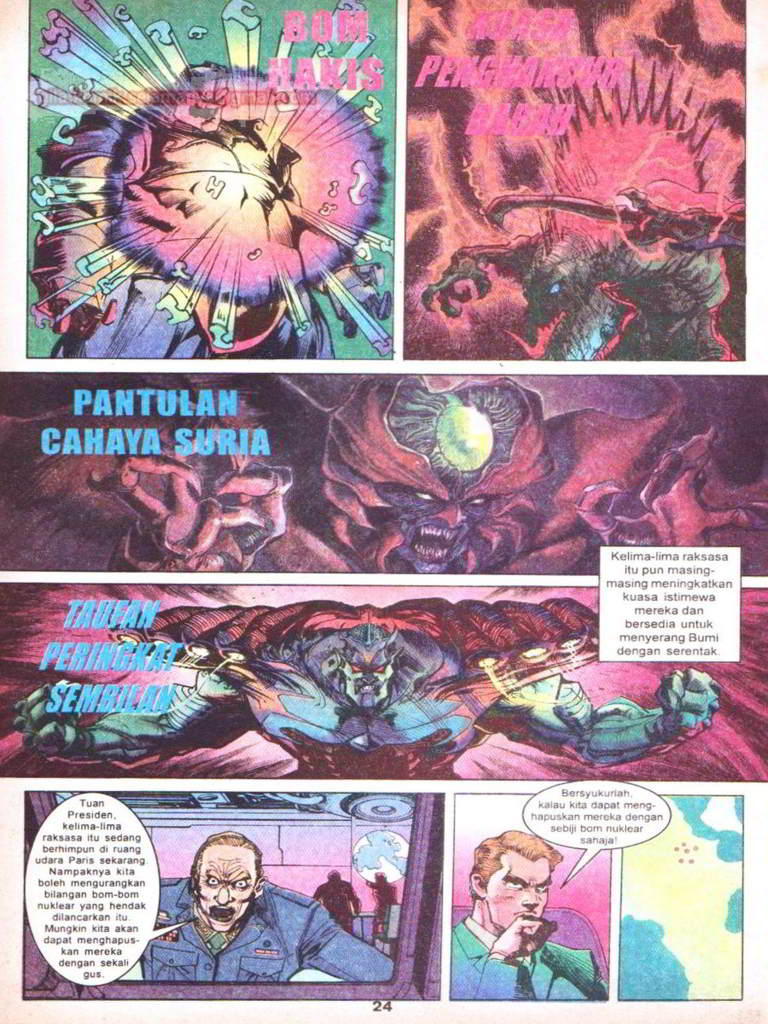 BOM
HAKIS
KUASA
PENGHANCUR
PANTULAN
CAHAYA SURIA
Kelima-lima raksasa
itu pun masing-
masing meningkatkan
kuasa istimewa
mereka dan
bersedia untuk
menyerang Bumi
dengan serentak.
TAUFAN
PERINGKAT
SEMBILAN
Tuan
Presiden,
kelima-lima
raksasa itu sedang
berhimpun di ruang
udara Paris sekarang.
Nampaknya kita
boleh mengurangkan
bilangan bom-bom
nuklear yang hendak
dilancarkan itu.
Mungkin kita akan
dapat menghapus-
kan mereka
dengan sekali
gus.
Bersyukurlah,
kalau kita dapat meng-
hapuskan mereka dengan
sebiji bom nuklear
sahaja!
24